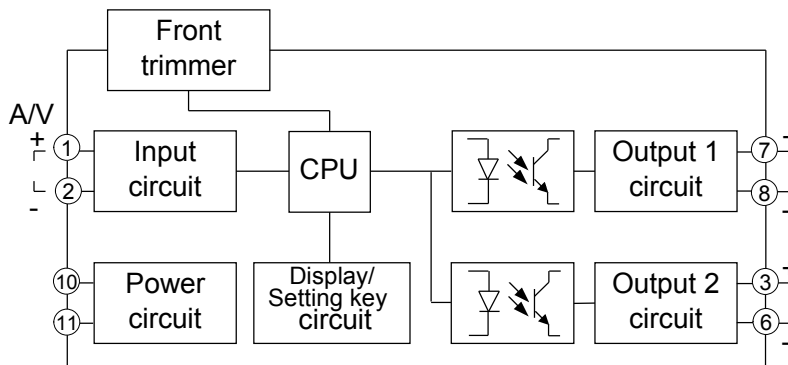 Front
trimmer
A/V
+
1
2
-
Input
circuit
CPU
Output 1
circuit
7
8
10
11
Power
circuit
Display/
Setting key
circuit
Output 2
circuit
3
6